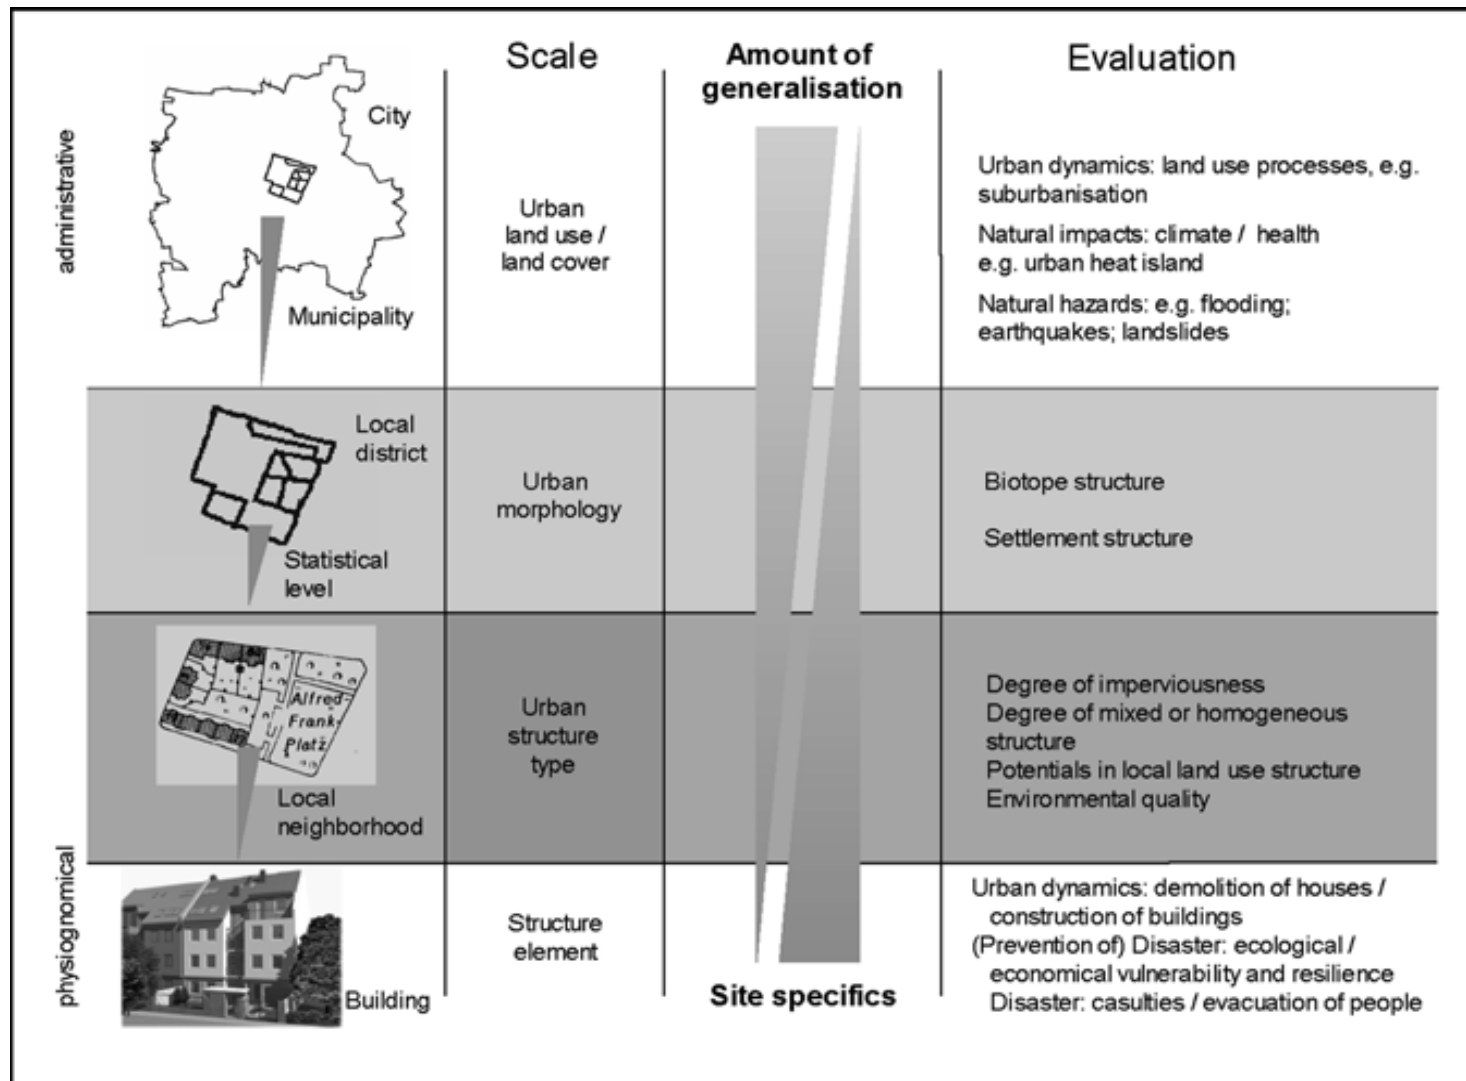 Scale
Amount of
generalisation
Evaluation
administrative
City
Municipality
Urban
land use /
land cover
Urban dynamics: land use processes, e.g.
suburbanisation
Natural impacts: climate / health
e.g. urban heat island
Natural hazards: e.g. flooding;
earthquakes; landslides
Local
district
Statistical
level
Urban
morphology
Biotope structure
Settlement structure
Alfred
Frank
Platz
Local
neighborhood
Urban
structure
type
Degree of imperviousness
Degree of mixed or homogeneous
structure
Potentials in local land use structure
Environmental quality
physiognomical
Building
Structure
element
Site specifics
Urban dynamics: demolition of houses /
construction of buildings
(Prevention of) Disaster: ecological /
economical vulnerability and resilience
Disaster: casulties / evacuation of people